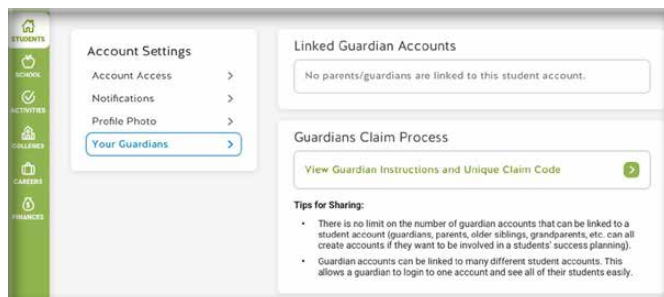 STUDENTS
SCHOOL
ACTIVITIES
COLLEGES
CAREERS
FINANCES
Account Settings
Account Access
Notifications
Profile Photo
Your Guardians
Linked Guardian Accounts
No parents/guardians are linked to this student account.
Guardians Claim Process
View Guardian Instructions and Unique Claim Code
Tips for Sharing:
• There is no limit on the number of guardian accounts that can be linked to a
student account (guardians, parents, older siblings, grandparents, etc. can all
create accounts if they want to be involved in a students' success planning).
• Guardian accounts can be linked to many different student accounts. This
allows a guardian to login to one account and see all of their students easily.